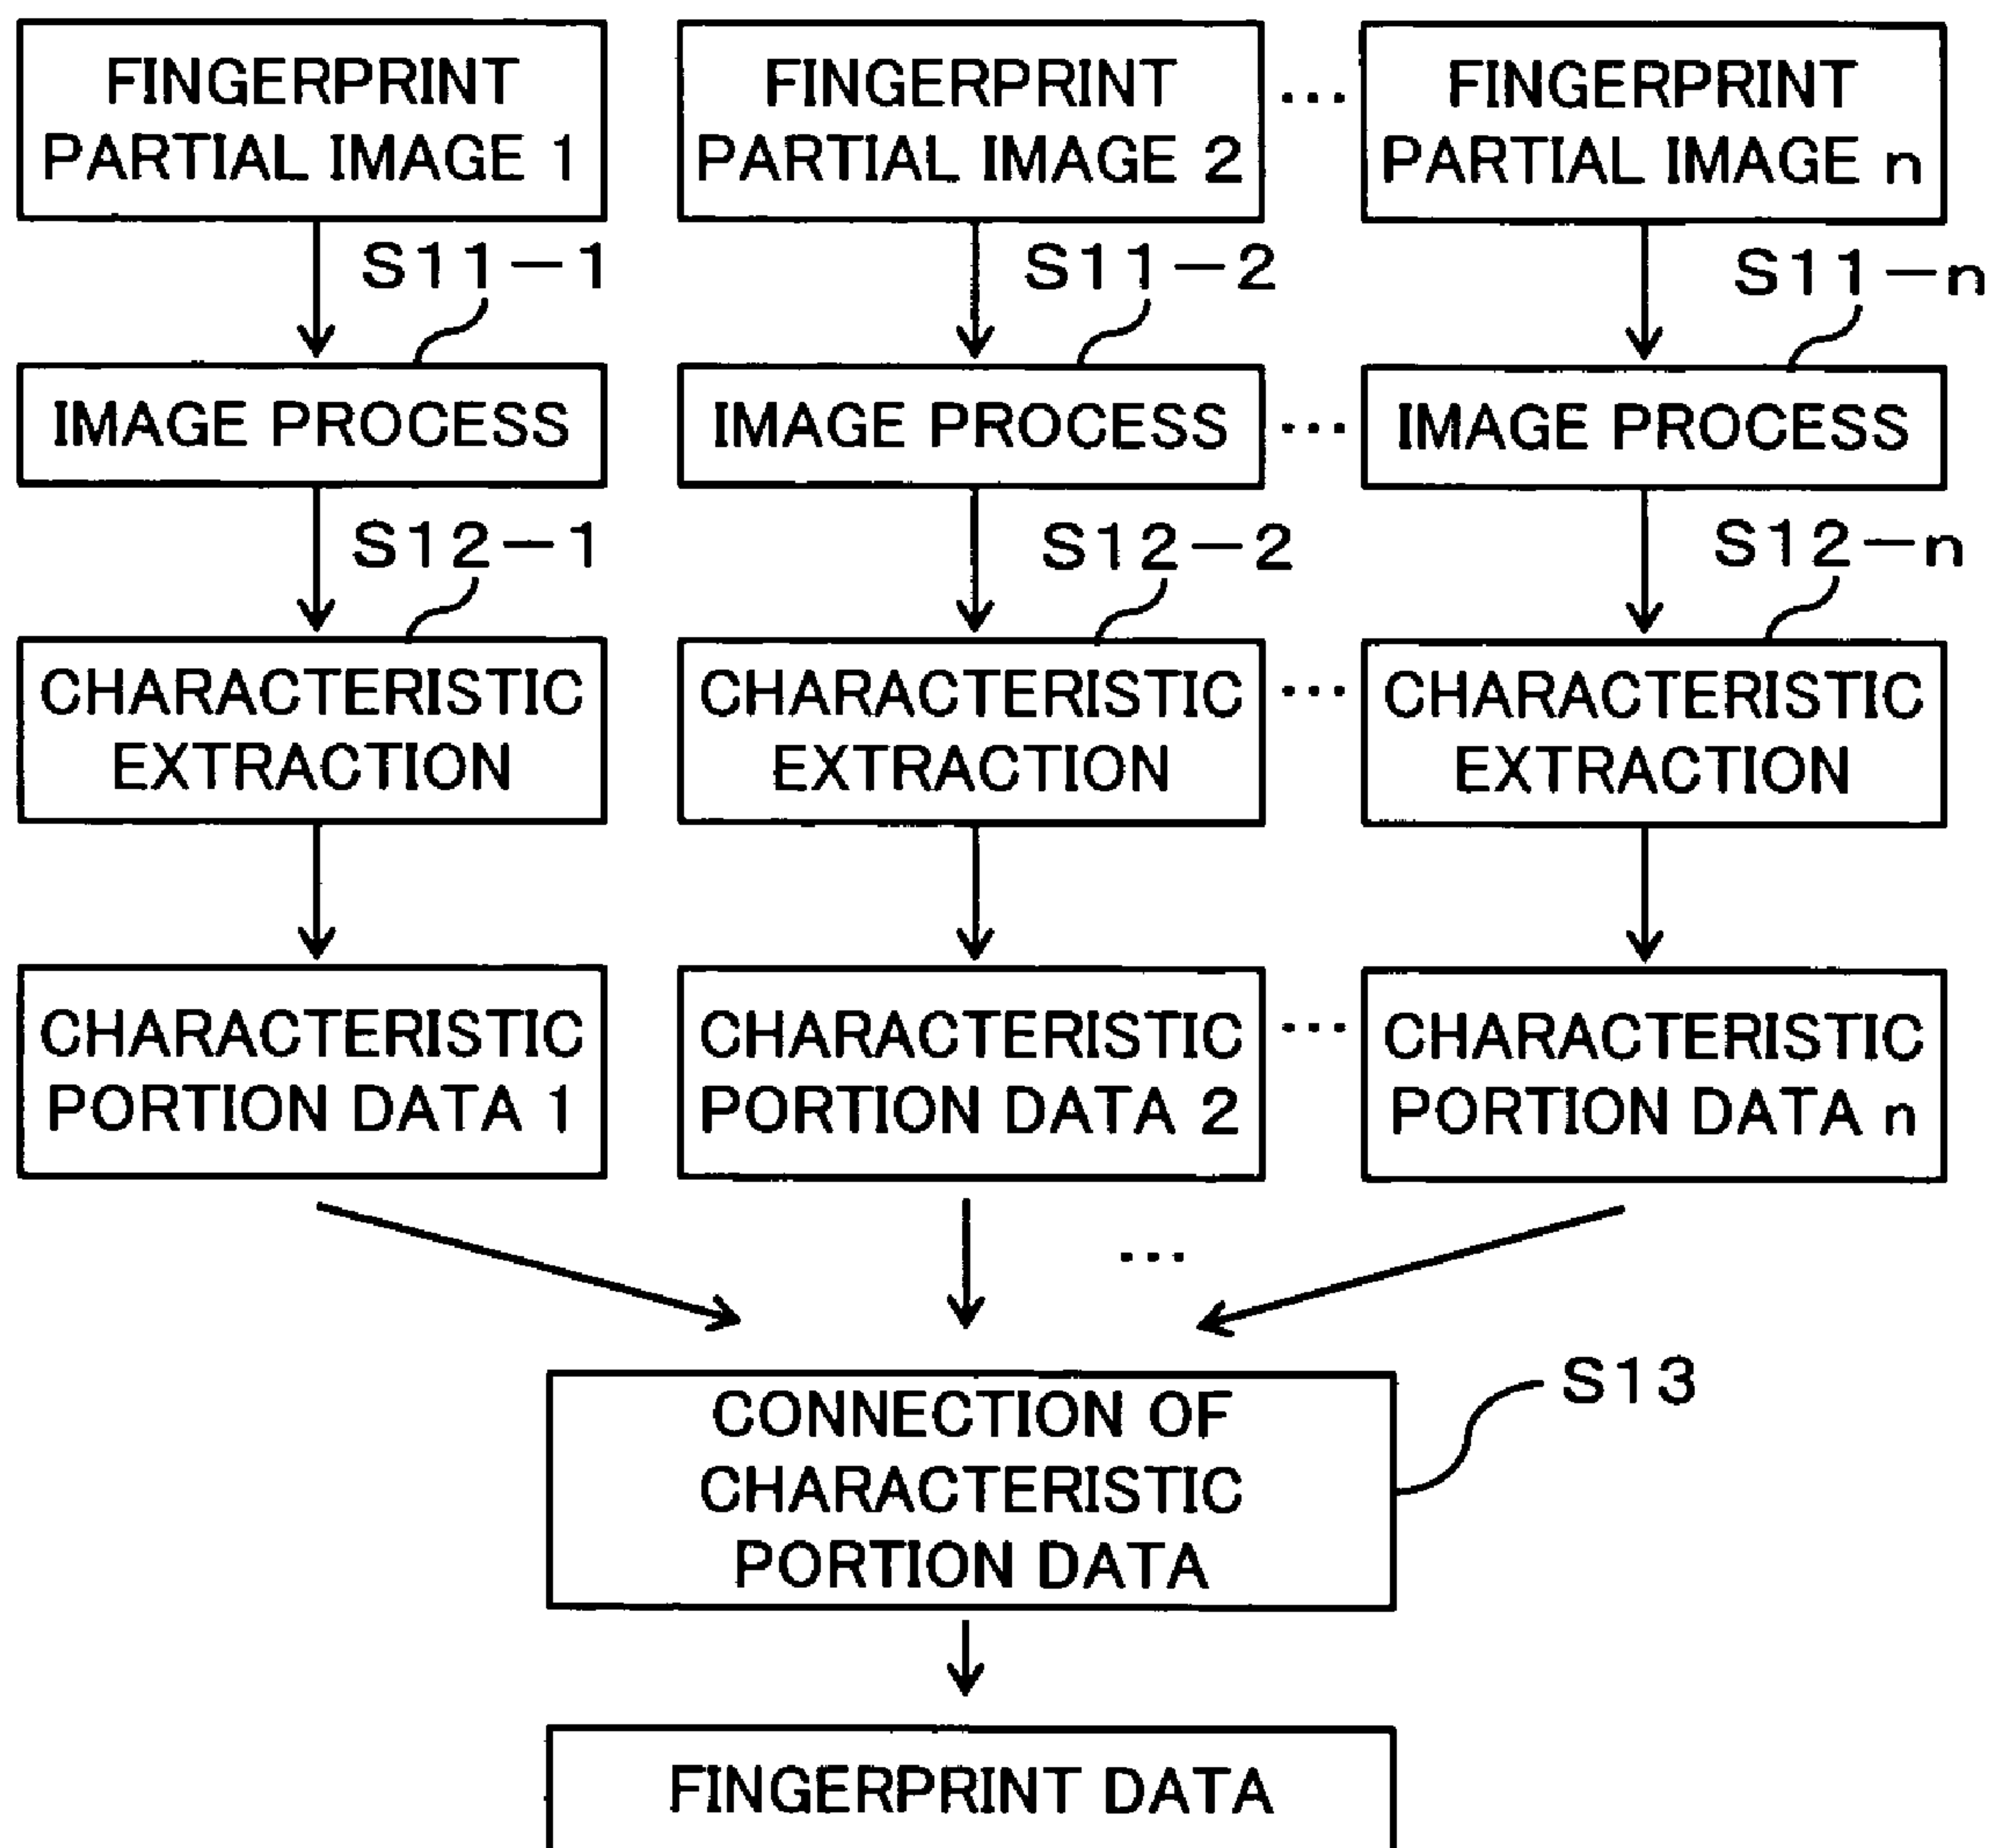 FINGERPRINT
PARTIAL IMAGE 1
FINGERPRINT
PARTIAL IMAGE 2
...
FINGERPRINT
PARTIAL IMAGE n
S11-1
S11-2
S11-n
IMAGE PROCESS
IMAGE PROCESS
...
IMAGE PROCESS
S12-1
S12-2
S12-n
CHARACTERISTIC
EXTRACTION
CHARACTERISTIC
EXTRACTION
...
CHARACTERISTIC
EXTRACTION
CHARACTERISTIC
PORTION DATA 1
CHARACTERISTIC
PORTION DATA 2
...
CHARACTERISTIC
PORTION DATA n
...
CONNECTION OF
CHARACTERISTIC
PORTION DATA
S13
FINGERPRINT DATA